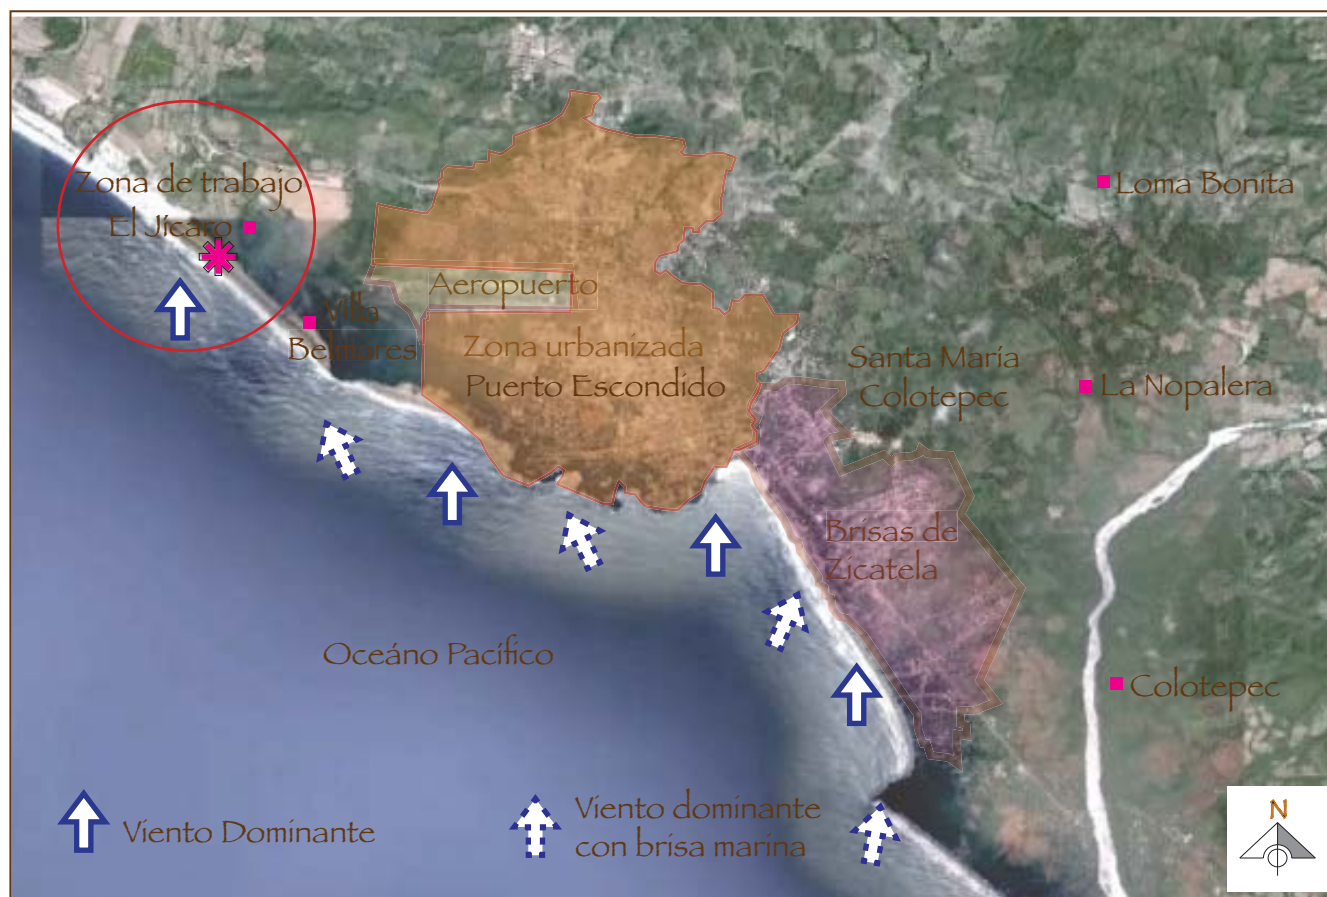 Zona de trabajo
El Jícaro
Loma Bonita
Aeropuerto
Villa
Belmares
Zona urbanizada
Puerto Escondido
Santa María
Colotepec
La Nopalera
Brisas de
Zicatela
Oceáno Pacífico
Colotepec
Viento Dominante
Viento dominante
con brisa marina
N